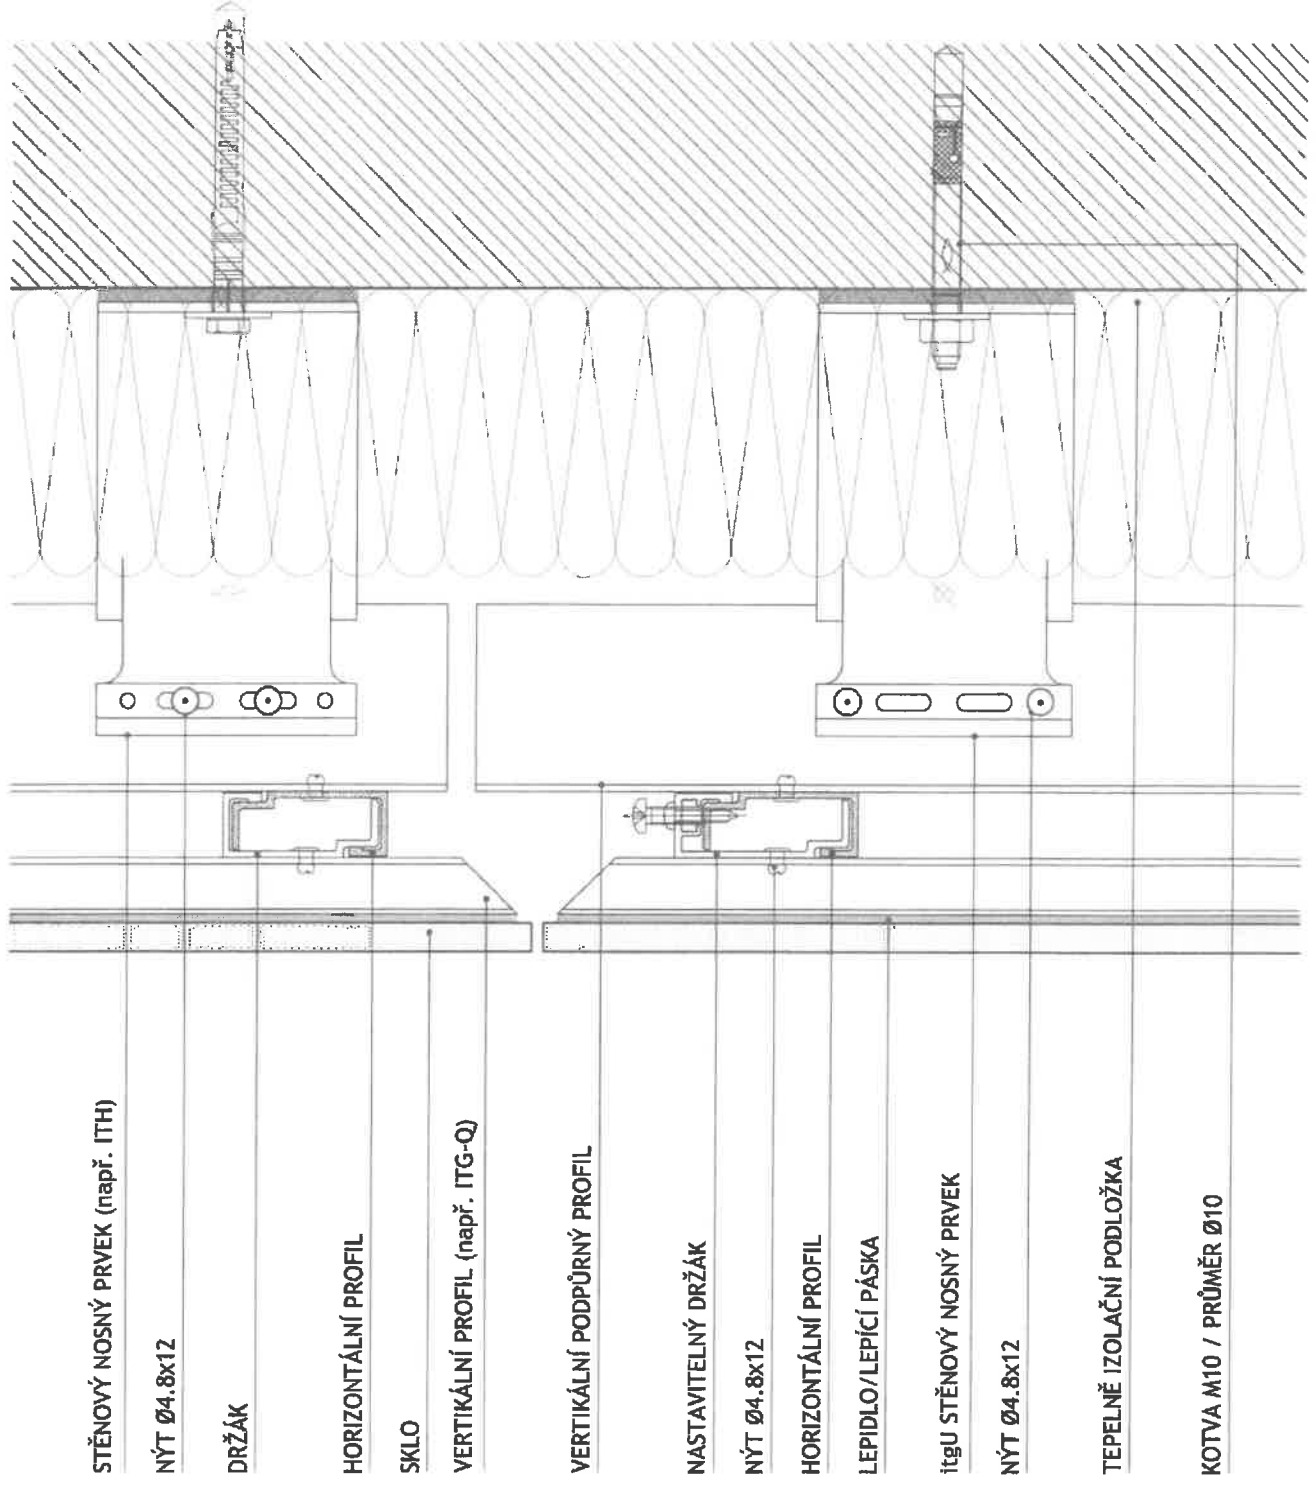 STĚNOVÝ NOSNÝ PRVEK (např. ITH)
NÝT Ø4.8x12
DRŽÁK
HORIZONTÁLNÍ PROFIL
SKLO
VERTIKÁLNÍ PROFIL (např. ITG-Q)
VERTIKÁLNÍ PODPŮRNÝ PROFIL
NASTAVITELNÝ DRŽÁK
NÝT Ø4.8x12
HORIZONTÁLNÍ PROFIL
LEPIDLO/LEPÍCÍ PÁSKA
itgU STĚNOVÝ NOSNÝ PRVEK
NÝT Ø4.8x12
TEPELNĚ IZOLAČNÍ PODLOŽKA
KOTVA M10 / PRŮMĚR Ø10